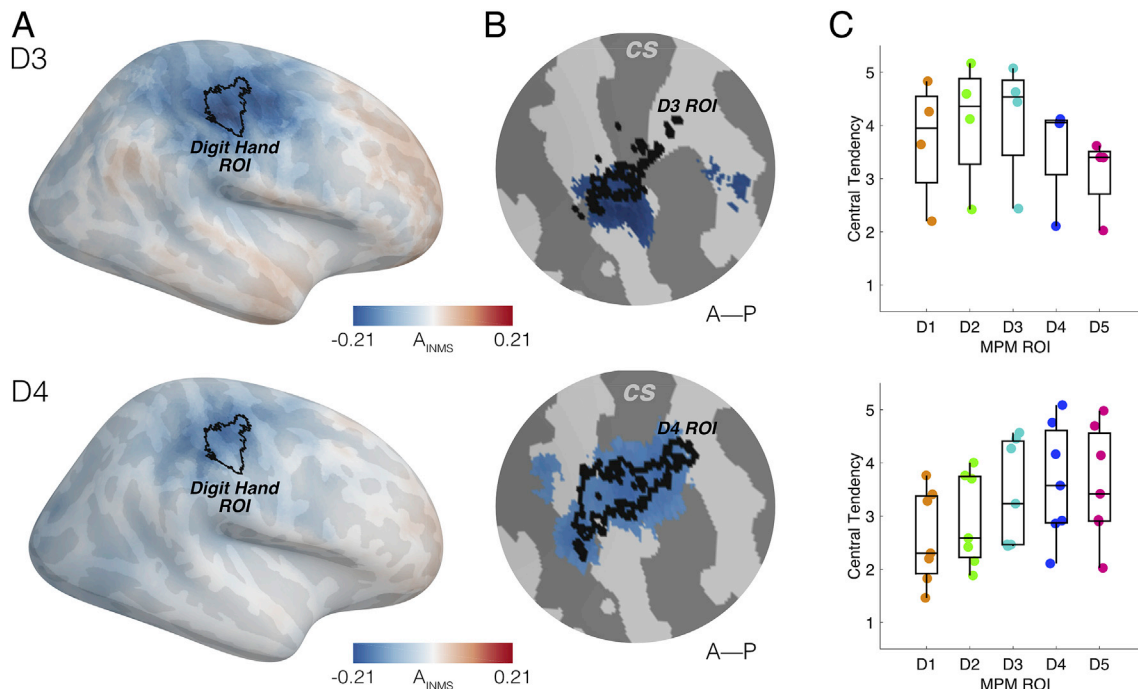 A
D3
Digit Hand
ROI
-0.21 A_INMS 0.21
B
CS
D3 ROI
A—P
C
Central Tendency
5
4
3
2
1
D1 D2 D3 D4 D5
MPM ROI
D4
Digit Hand
ROI
-0.21 A_INMS 0.21
CS
D4 ROI
A—P
Central Tendency
5
4
3
2
1
D1 D2 D3 D4 D5
MPM ROI